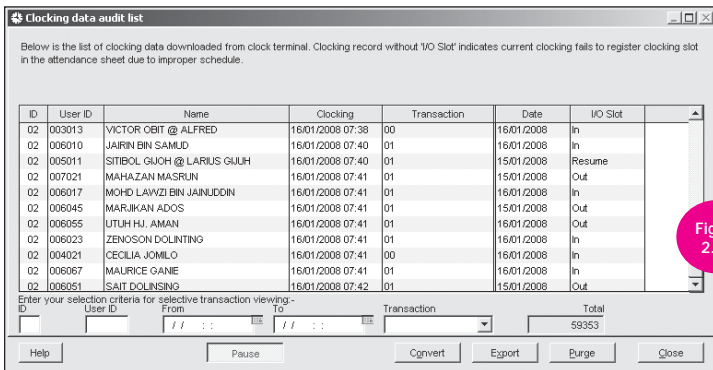 Clocking data audit list
Below is the list of clocking data downloaded from clock terminal. Clocking record without 'I/O Slot' indicates current clocking fails to register clocking slot
in the attendance sheet due to improper schedule.
ID User ID Name Clocking Transaction Date I/O Slot
02 003013 VICTOR OBIT @ ALFRED 16/01/2008 07:38 00 16/01/2008 In
02 006010 JAIRIN BIN SAMUD 16/01/2008 07:40 01 16/01/2008 In
02 005011 SITIBOL GIJOH @ LARIUS GIJUH 16/01/2008 07:40 01 15/01/2008 Resume
02 007021 MAHAZAN MASRUN 16/01/2008 07:41 01 15/01/2008 Out
02 006017 MOHD LAWZI BIN JAINUDDIN 16/01/2008 07:41 01 16/01/2008 In
02 006045 MARJIKAN ADOS 16/01/2008 07:41 01 15/01/2008 Out
02 006055 UTUH HJ. AMAN 16/01/2008 07:41 01 16/01/2008 Out
02 006023 ZENOSON DOLINTING 16/01/2008 07:41 01 16/01/2008 In
02 004021 CECILIA JOMILO 16/01/2008 07:41 00 16/01/2008 In
02 006067 MAURICE GANIE 16/01/2008 07:41 01 16/01/2008 In
02 006051 SAIT DOLINSING 16/01/2008 07:42 01 15/01/2008 Out
Enter your selection criteria for selective transaction viewing:-
ID User ID From To Transaction Total
/ / : : / / : : 59353
Help Pause Convert Export Purge Close
Fig
2.